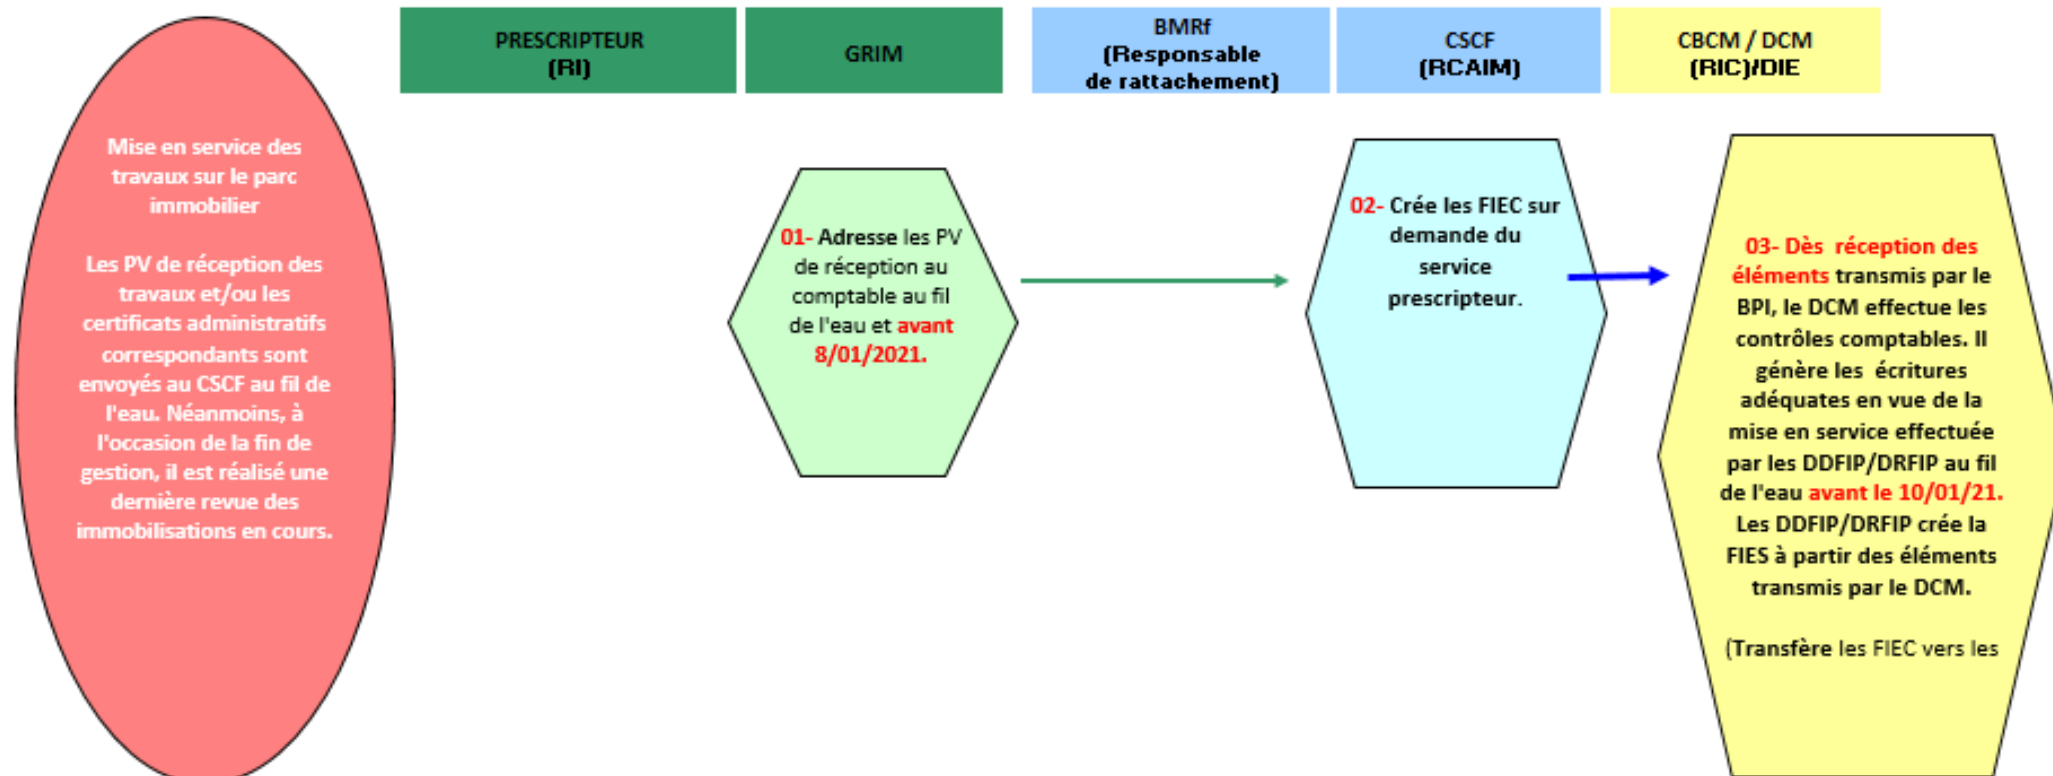 PRESCRIPTEUR
(RI)
GRIM
BMRf
(Responsable
de rattachement)
CSCF
(RCAIM)
CBCM / DCM
(RIC)/DIE
Mise en service des
travaux sur le parc
immobilier
Les PV de réception des
travaux et/ou les
certificats administratifs
correspondants sont
envoyés au CSCF au fil de
l'eau. Néanmoins, à
l'occasion de la fin de
gestion, il est réalisé une
dernière revue des
immobilisations en cours.
01- Adresse les PV
de réception au
comptable au fil
de l'eau et avant
8/01/2021.
02- Crée les FIEC sur
demande du
service
prescripteur.
03- Dès réception des
éléments transmis par le
BPI, le DCM effectue les
contrôles comptables. Il
génère les écritures
adéquates en vue de la
mise en service effectuée
par les DDFIP/DRFIP au fil
de l'eau avant le 10/01/21.
Les DDFIP/DRFIP crée la
FIES à partir des éléments
transmis par le DCM.
(Transfère les FIEC vers les